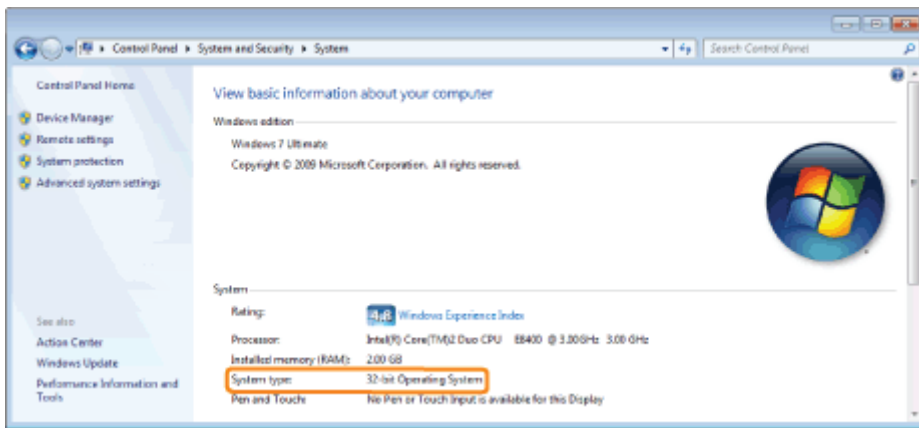 Control Panel ▸ System and Security ▸ System
Search Control Panel
Control Panel Home
Device Manager
Remote settings
System protection
Advanced system settings
See also
Action Center
Windows Update
Performance Information and
Tools
View basic information about your computer
Windows edition
Windows 7 Ultimate
Copyright © 2009 Microsoft Corporation. All rights reserved.
System
Rating: 4,8 Windows Experience Index
Processor: Intel(R) Core(TM)2 Duo CPU E8400 @ 3.00GHz 3.00 GHz
Installed memory (RAM): 2.00 GB
System type: 32-bit Operating System
Pen and Touch: No Pen or Touch Input is available for this Display